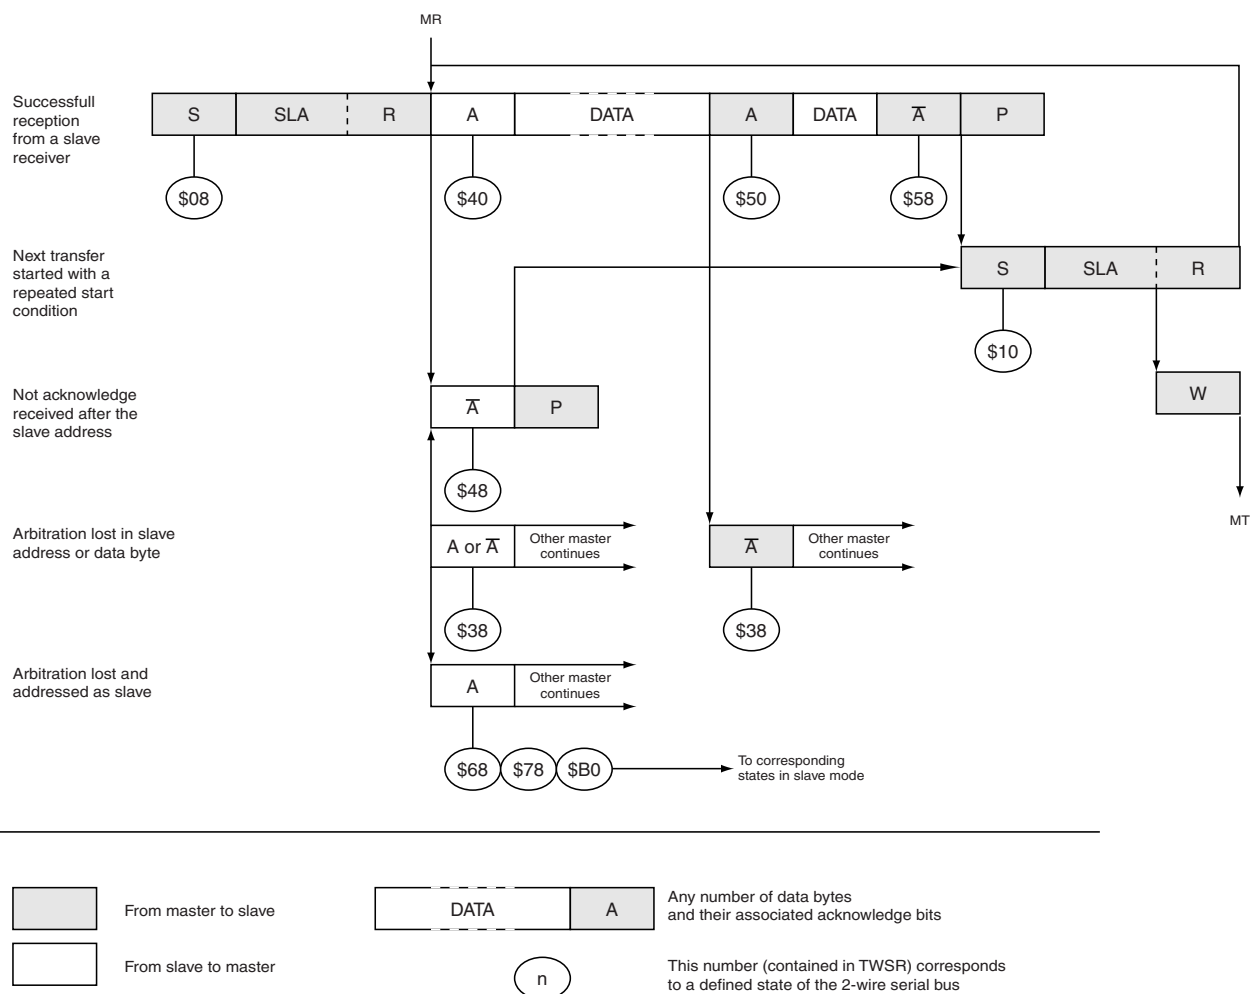 MR
Successfull
reception
from a slave
receiver
S SLA R A DATA A DATA A̅ P
$08 $40 $50 $58
Next transfer
started with a
repeated start
condition
S SLA R
$10
Not acknowledge
received after the
slave address
A̅ P
W
$48
MT
Arbitration lost in slave
address or data byte
A or A̅
Other master
continues
A̅
Other master
continues
$38 $38
Arbitration lost and
addressed as slave
A
Other master
continues
$68 $78 $B0
To corresponding
states in slave mode
From master to slave
DATA A
Any number of data bytes
and their associated acknowledge bits
From slave to master
n
This number (contained in TWSR) corresponds
to a defined state of the 2-wire serial bus